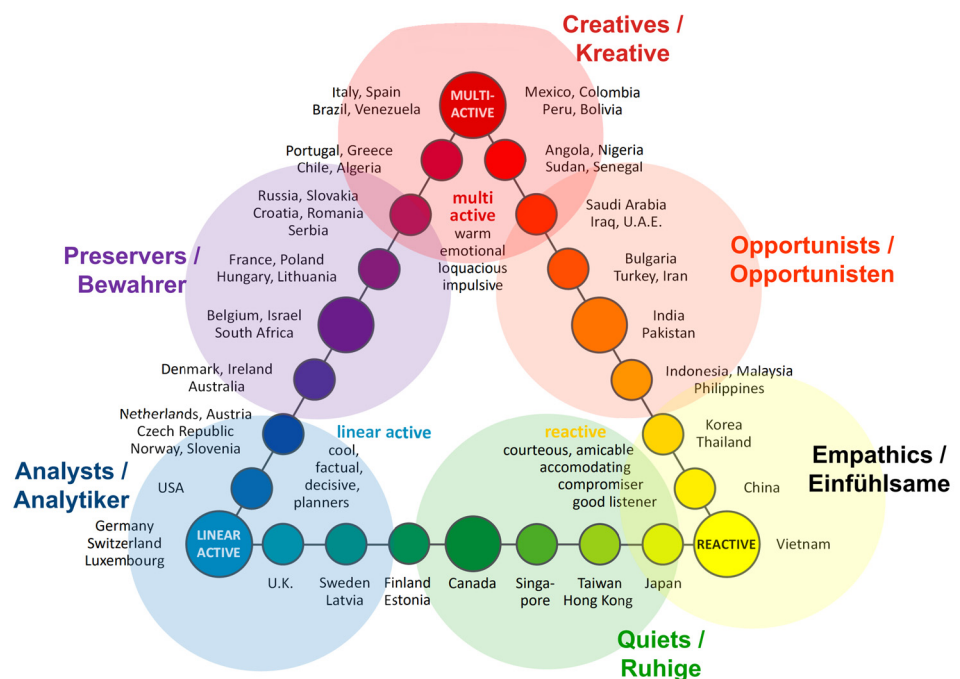 Creatives /
Kreative
Italy, Spain
Brazil, Venezuela
MULTI-
ACTIVE
Mexico, Colombia
Peru, Bolivia
Portugal, Greece
Chile, Algeria
Angola, Nigeria
Sudan, Senegal
Russia, Slovakia
Croatia, Romania
Serbia
multi
active
warm
emotional
loquacious
impulsive
Saudi Arabia
Iraq, U.A.E.
Preservers /
Bewahrer
France, Poland
Hungary, Lithuania
Bulgaria
Turkey, Iran
Opportunists /
Opportunisten
Belgium, Israel
South Africa
India
Pakistan
Denmark, Ireland
Australia
Indonesia, Malaysia
Philippines
Netherlands, Austria
Czech Republic
Norway, Slovenia
linear active
cool,
factual,
decisive,
planners
reactive
courteous, amicable
accomodating
compromiser
good listener
Korea
Thailand
Analysts /
Analytiker
USA
China
Empathics /
Einfühlsame
Germany
Switzerland
Luxembourg
LINEAR
ACTIVE
REACTIVE
Vietnam
U.K.
Sweden
Latvia
Finland
Estonia
Canada
Singa-
pore
Taiwan
Hong Kong
Japan
Quiets /
Ruhige